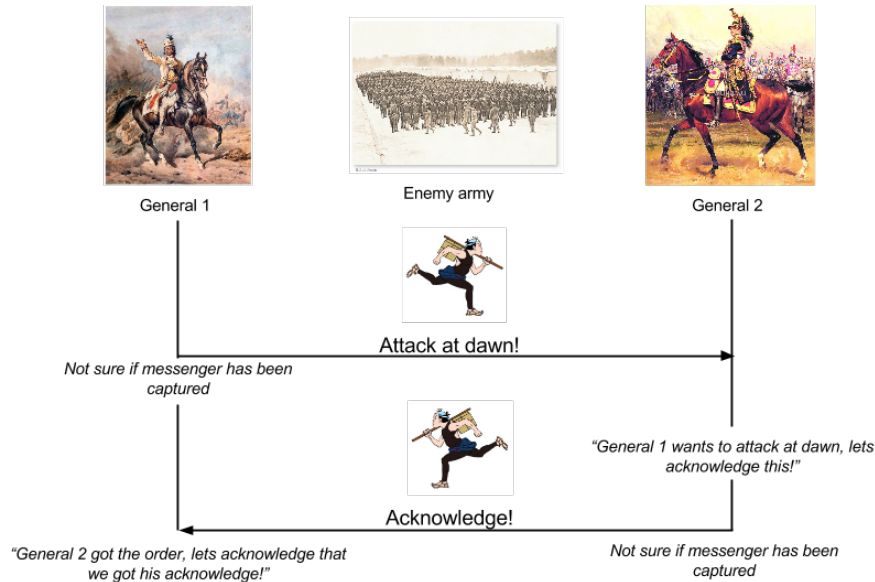 General 1
Enemy army
General 2
Attack at dawn!
Not sure if messenger has been
captured
“General 1 wants to attack at dawn, lets
acknowledge this!”
Acknowledge!
“General 2 got the order, lets acknowledge that
we got his acknowledge!”
Not sure if messenger has been
captured